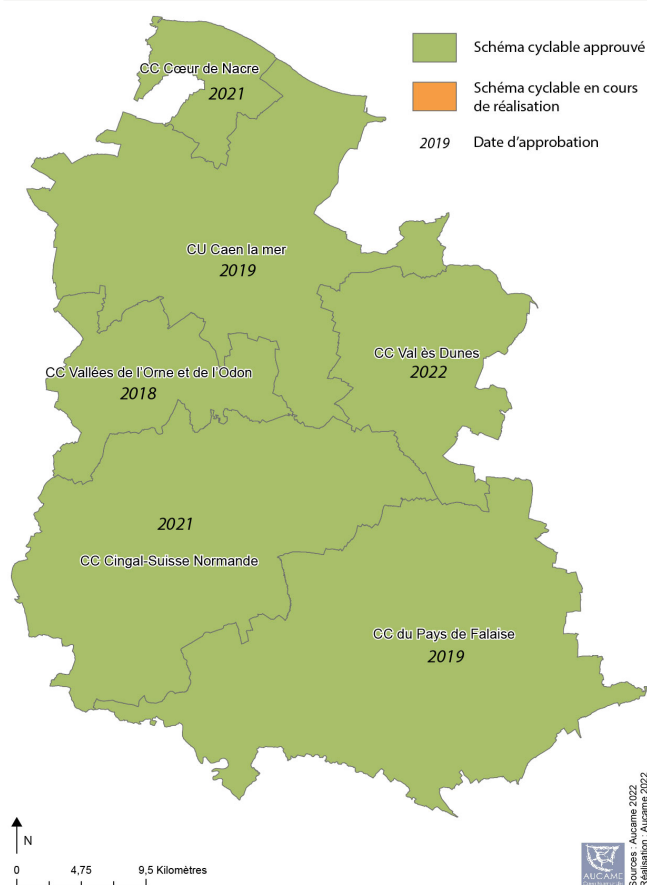 CC Cœur de Nacre
2021
Schéma cyclable approuvé
Schéma cyclable en cours
de réalisation
2019 Date d'approbation
CU Caen la mer
2019
CC Val ès Dunes
2022
CC Vallées de l'Orne et de l'Odon
2018
2021
CC Cingal-Suisse Normande
CC du Pays de Falaise
2019
N
0 4,75 9,5 Kilomètres
AUCAME
Sources : Aucame 2022
Réalisation : Aucame 2022